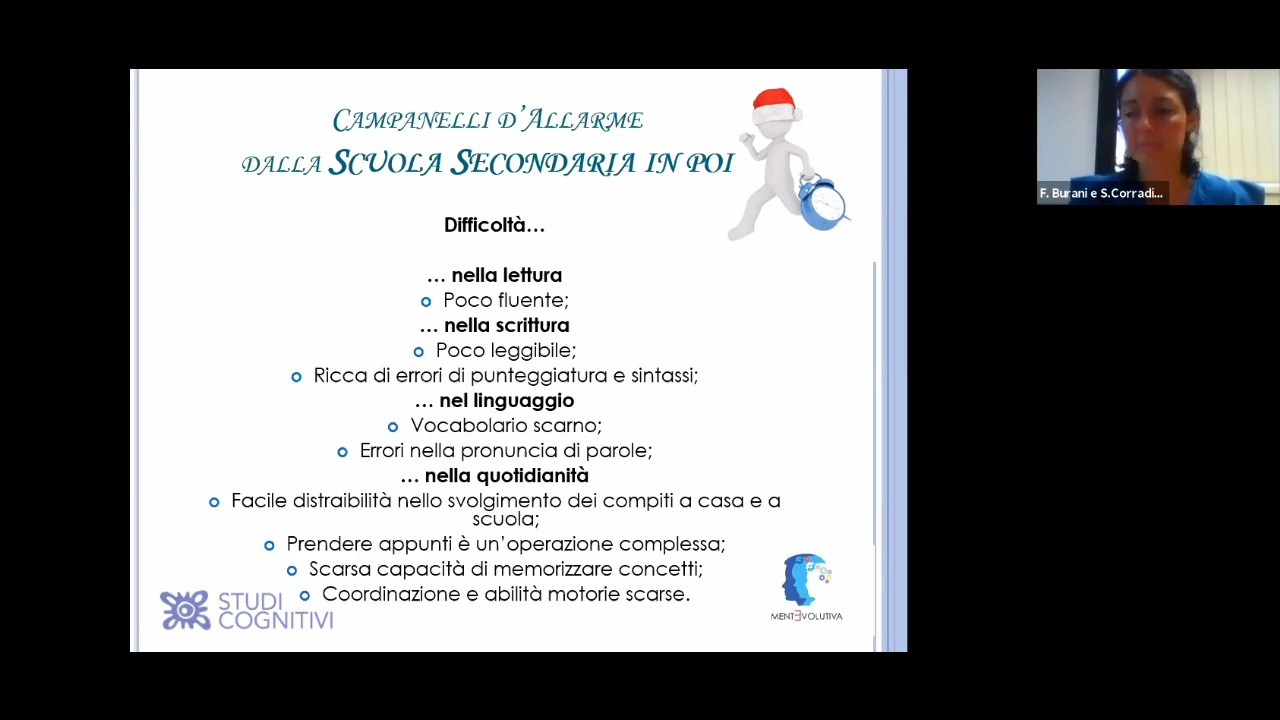 CAMPANELLI D'ALLARME
DALLA SCUOLA SECONDARIA IN POI
Difficoltà...
... nella lettura
Poco fluente;
... nella scrittura
Poco leggibile;
Ricca di errori di punteggiatura e sintassi;
... nel linguaggio
Vocabolario scarno;
Errori nella pronuncia di parole;
... nella quotidianità
Facile distraibilità nello svolgimento dei compiti a casa e a
scuola;
Prendere appunti è un'operazione complessa;
Scarsa capacità di memorizzare concetti;
Coordinazione e abilità motorie scarse.
STUDI
COGNITIVI
MENTEVOLUTIVA
F. Burani e S.Corradi...